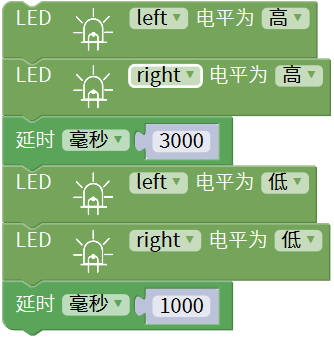 LED left 电平为 高
LED right 电平为 高
延时 毫秒 3000
LED left 电平为 低
LED right 电平为 低
延时 毫秒 1000